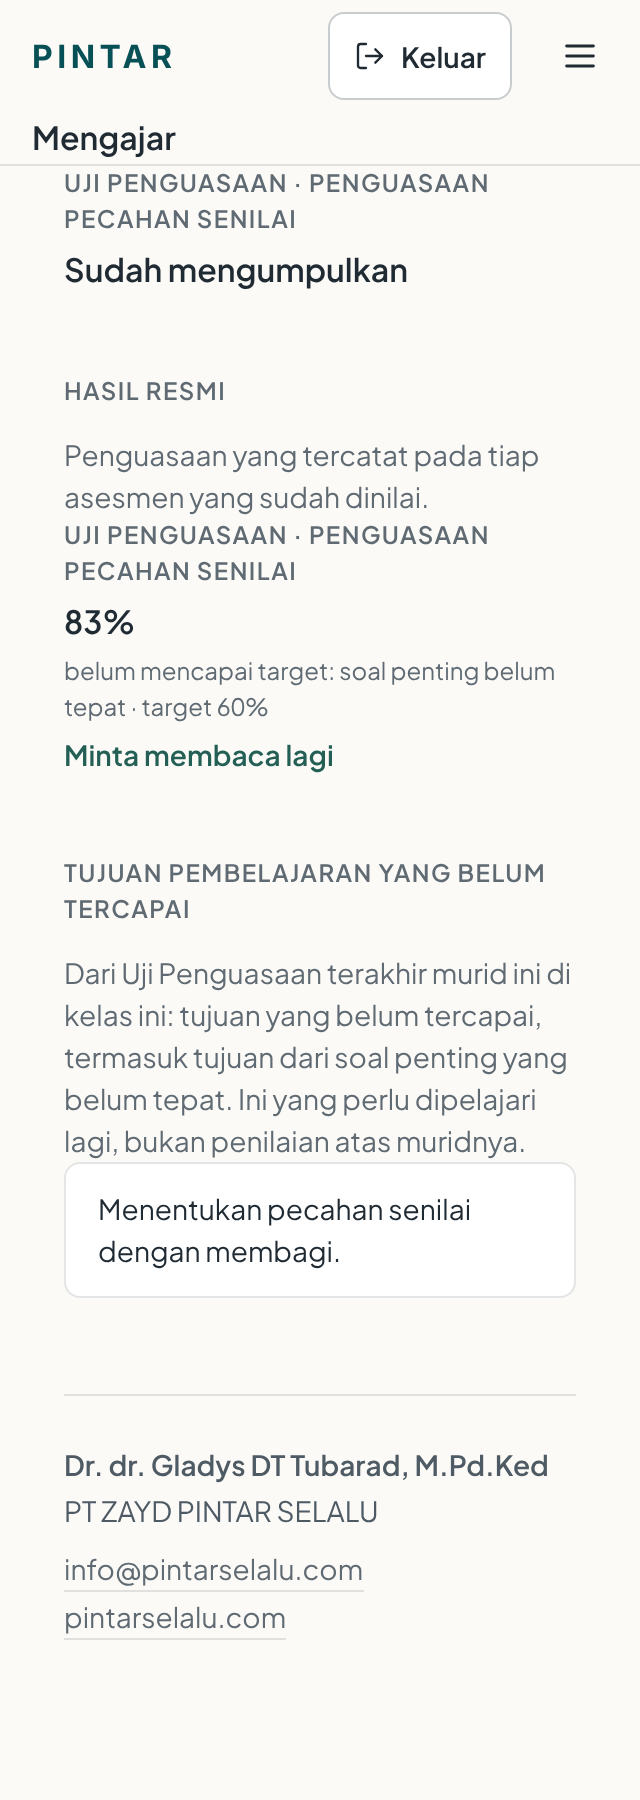 PINTAR
Keluar
Mengajar
UJI PENGUASAAN · PENGUASAAN
PECAHAN SENILAI
Sudah mengumpulkan
HASIL RESMI
Penguasaan yang tercatat pada tiap
asesmen yang sudah dinilai.
UJI PENGUASAAN · PENGUASAAN
PECAHAN SENILAI
83%
belum mencapai target: soal penting belum
tepat · target 60%
Minta membaca lagi
TUJUAN PEMBELAJARAN YANG BELUM
TERCAPAI
Dari Uji Penguasaan terakhir murid ini di
kelas ini: tujuan yang belum tercapai,
termasuk tujuan dari soal penting yang
belum tepat. Ini yang perlu dipelajari
lagi, bukan penilaian atas muridnya.
Menentukan pecahan senilai
dengan membagi.
Dr. dr. Gladys DT Tubarad, M.Pd.Ked
PT ZAYD PINTAR SELALU
info@pintarselalu.com
pintarselalu.com